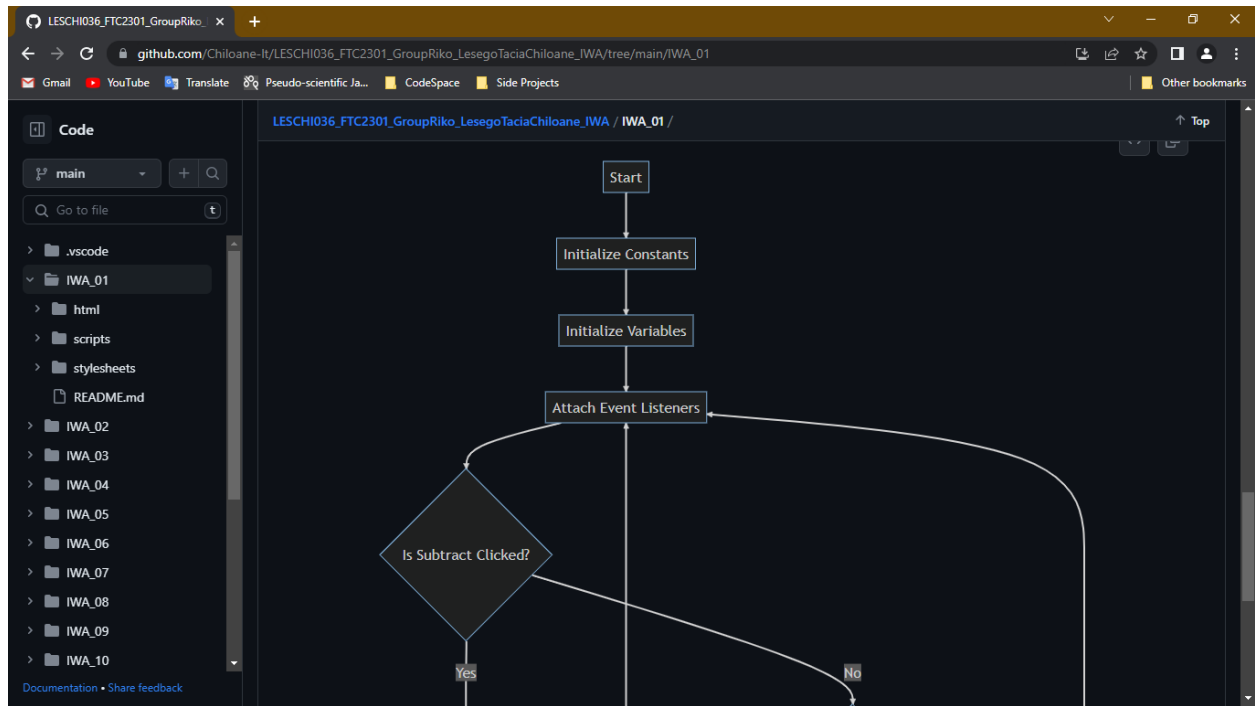 LESCHI036_FTC2301_GroupRiko_
github.com/Chiloane-It/LESCHI036_FTC2301_GroupRiko_LesegoTaciaChiloane_IWA/tree/main/IWA_01
Gmail YouTube Translate Pseudo-scientific Ja... CodeSpace Side Projects Other bookmarks
Code
main
Go to file t
.vscode
IWA_01
html
scripts
stylesheets
README.md
IWA_02
IWA_03
IWA_04
IWA_05
IWA_06
IWA_07
IWA_08
IWA_09
IWA_10
Documentation • Share feedback
LESCHI036_FTC2301_GroupRiko_LesegoTaciaChiloane_IWA / IWA_01 /
Top
Start
Initialize Constants
Initialize Variables
Attach Event Listeners
Is Subtract Clicked?
Yes
No